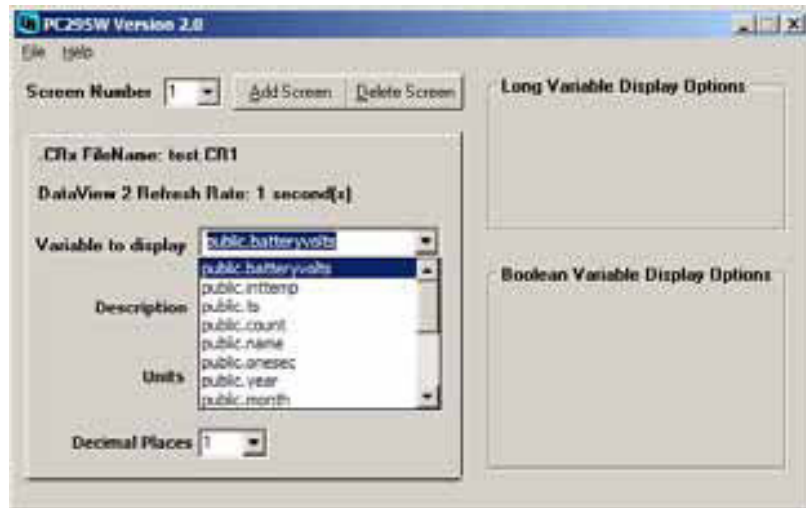 PC295W Version 2.0
File Help
Screen Number 1 Add Screen Delete Screen
.CRx FileName: test.CR1
DataView 2 Refresh Rate: 1 second(s)
Variable to display public.batteryvolts
public.batteryvolts
public.inttemp
public.ts
public.count
public.name
public.onesec
public.year
public.month
Description
Units
Decimal Places 1
Long Variable Display Options
Boolean Variable Display Options